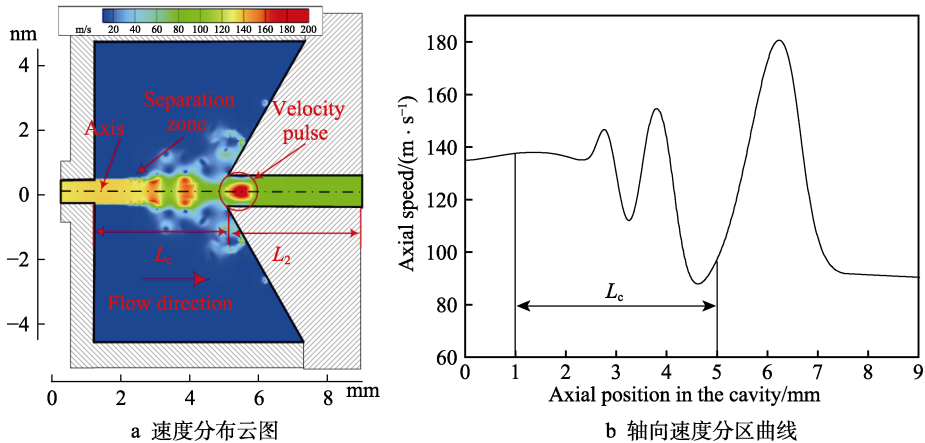 m/s 20 40 60 80 100 120 140 160 180 200
nm
4
2
0
−2
−4
Separation
zone
Axis
Velocity
pulse
Lc
L2
Flow direction
0 2 4 6 8 mm
a 速度分布云图
180
160
140
120
100
80
60
Axial speed/(m · s⁻¹)
Lc
0 1 2 3 4 5 6 7 8 9
Axial position in the cavity/mm
b 轴向速度分区曲线